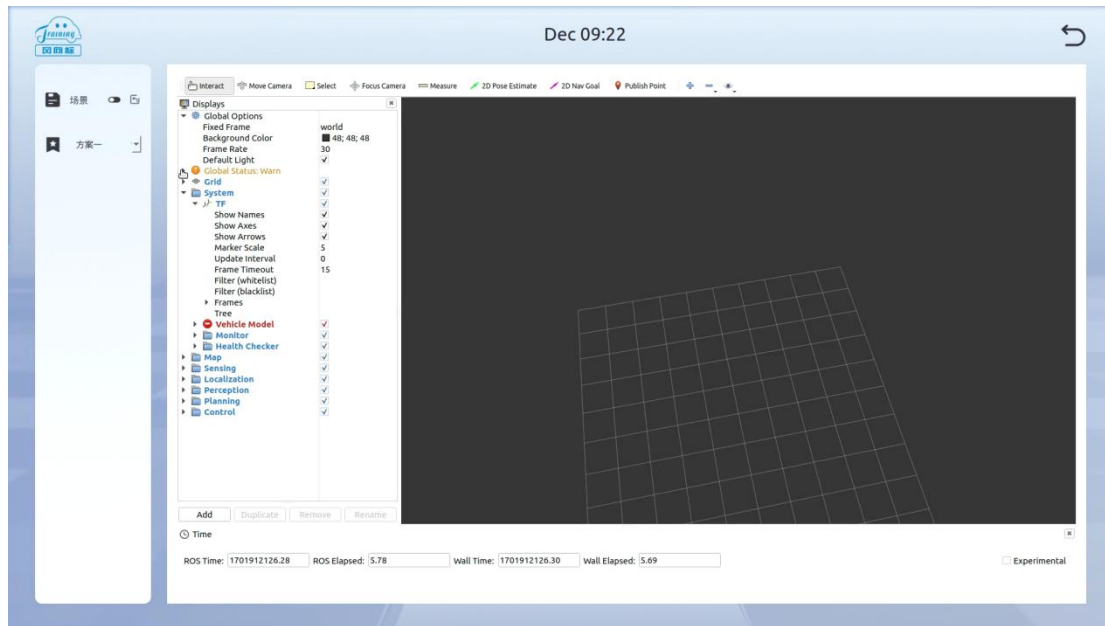 Dec 09:22
Training
风向标
场景
方案一
Interact Move Camera Select Focus Camera Measure 2D Pose Estimate 2D Nav Goal Publish Point
Displays
Global Options
Fixed Frame world
Background Color 48; 48; 48
Frame Rate 30
Default Light
Global Status: Warn
Grid
System
TF
Show Names
Show Axes
Show Arrows
Marker Scale 5
Update Interval 0
Frame Timeout 15
Filter (whitelist)
Filter (blacklist)
Frames
Tree
Vehicle Model
Monitor
Health Checker
Map
Sensing
Localization
Perception
Planning
Control
Add Duplicate Remove Rename
Time
ROS Time: 1701912126.28 ROS Elapsed: 5.78 Wall Time: 1701912126.30 Wall Elapsed: 5.69 Experimental